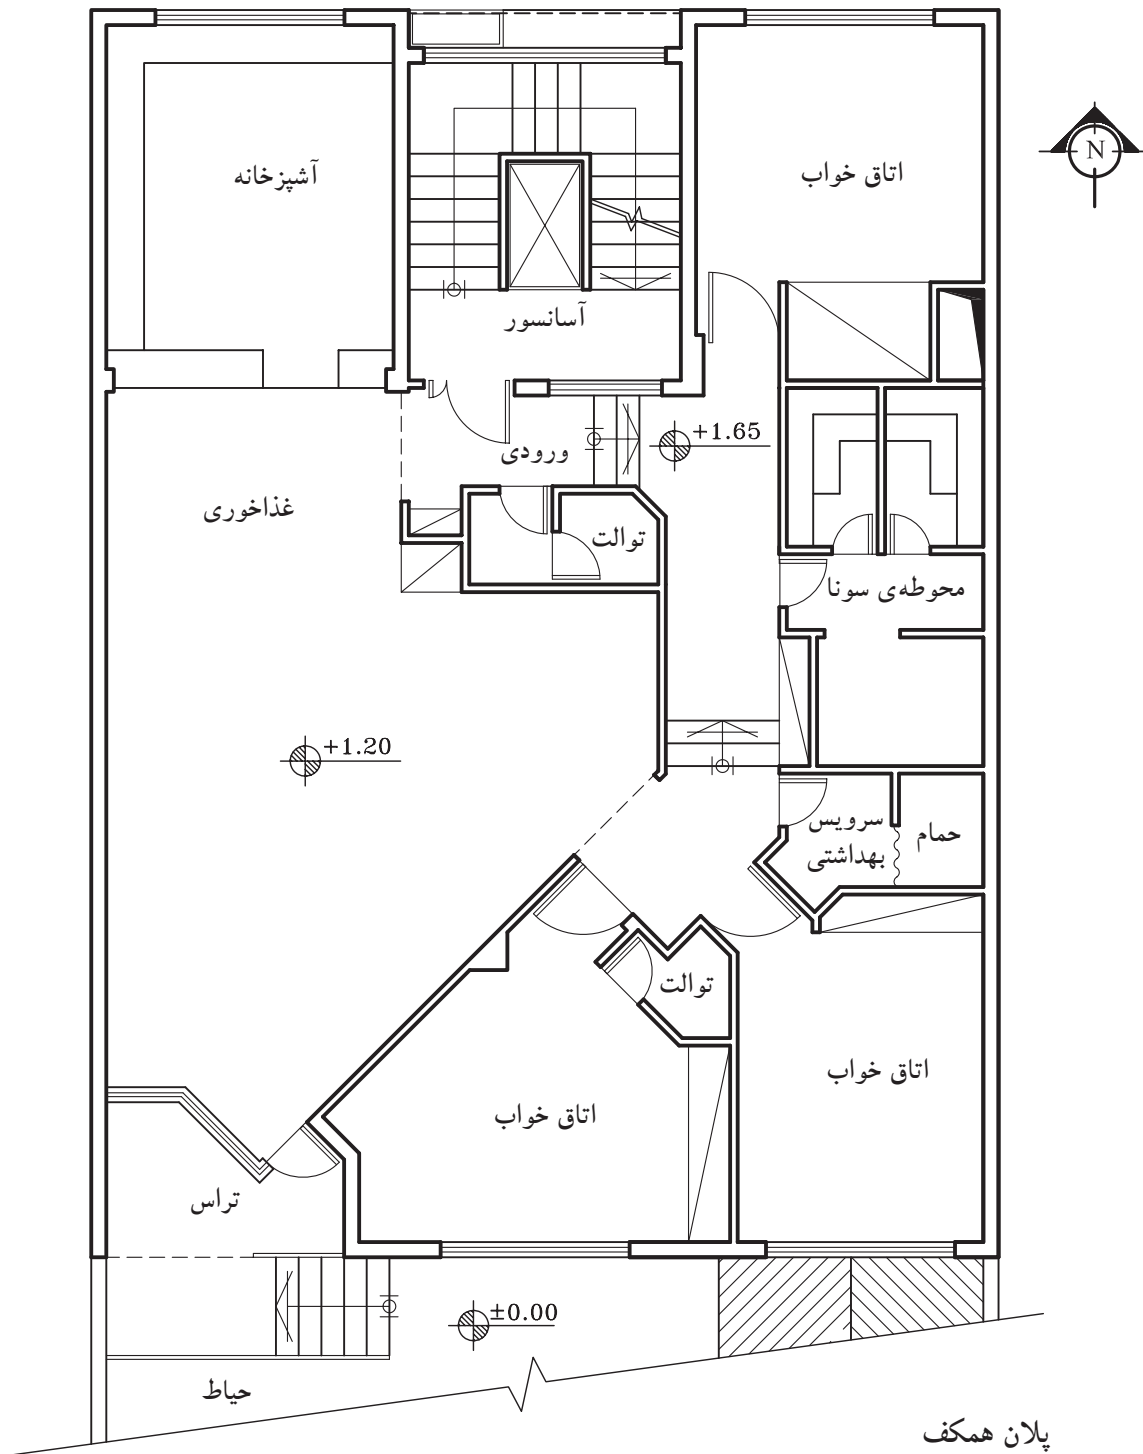 آشپزخانه
اتاق خواب
N
آسانسور
+1.65
ورودی
غذاخوری
توالت
محوطه‌ی سونا
+1.20
سرویس
بهداشتی
حمام
توالت
اتاق خواب
اتاق خواب
تراس
±0.00
حیاط
پلان همکف